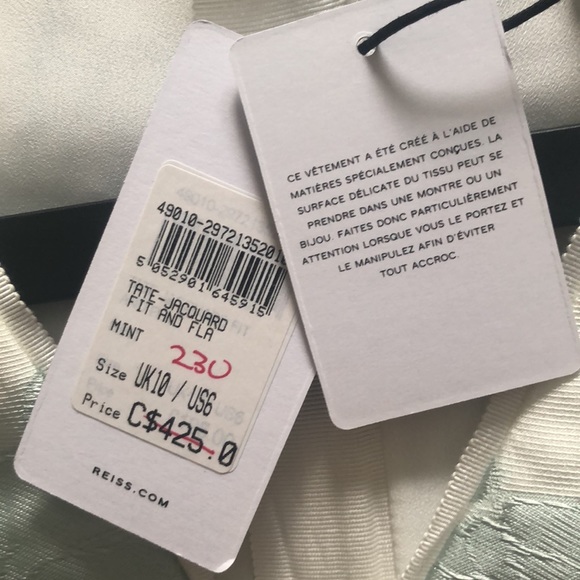 49010-2972135201
5 052901 645915
TATE-JACQUARD
FIT AND FLA
MINT
230
Size UK10 / US6
Price C$425.0
REISS.COM
CE VÊTEMENT A ÉTÉ CRÉÉ À L'AIDE DE
MATIÈRES SPÉCIALEMENT CONÇUES. LA
SURFACE DÉLICATE DU TISSU PEUT SE
PRENDRE DANS UNE MONTRE OU UN
BIJOU. FAITES DONC PARTICULIÈREMENT
ATTENTION LORSQUE VOUS LE PORTEZ ET
LE MANIPULEZ AFIN D'ÉVITER
TOUT ACCROC.